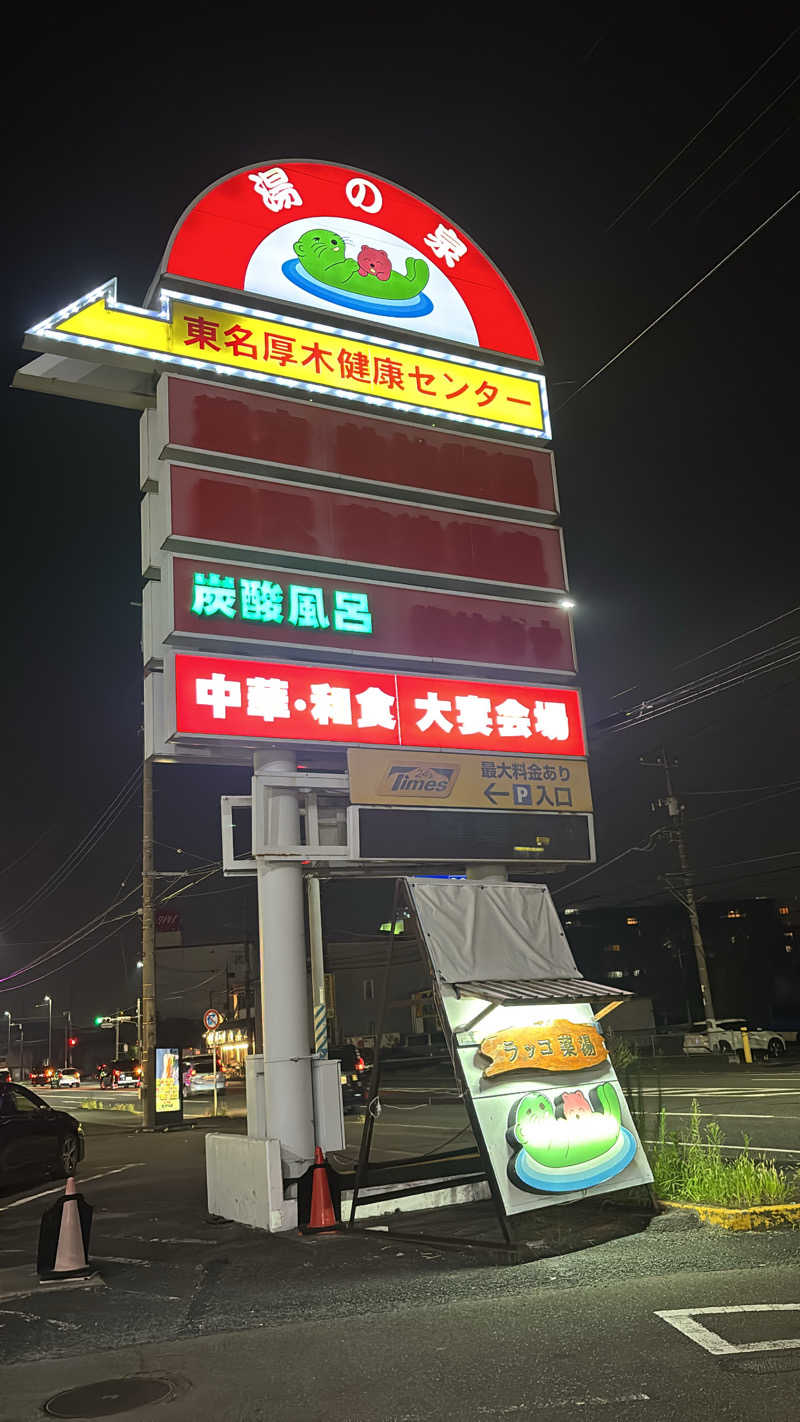 湯の泉
東名厚木健康センター
炭酸風呂
中華・和食 大宴会場
24h Times 最大料金あり
←P入口
ラッコ薬湯